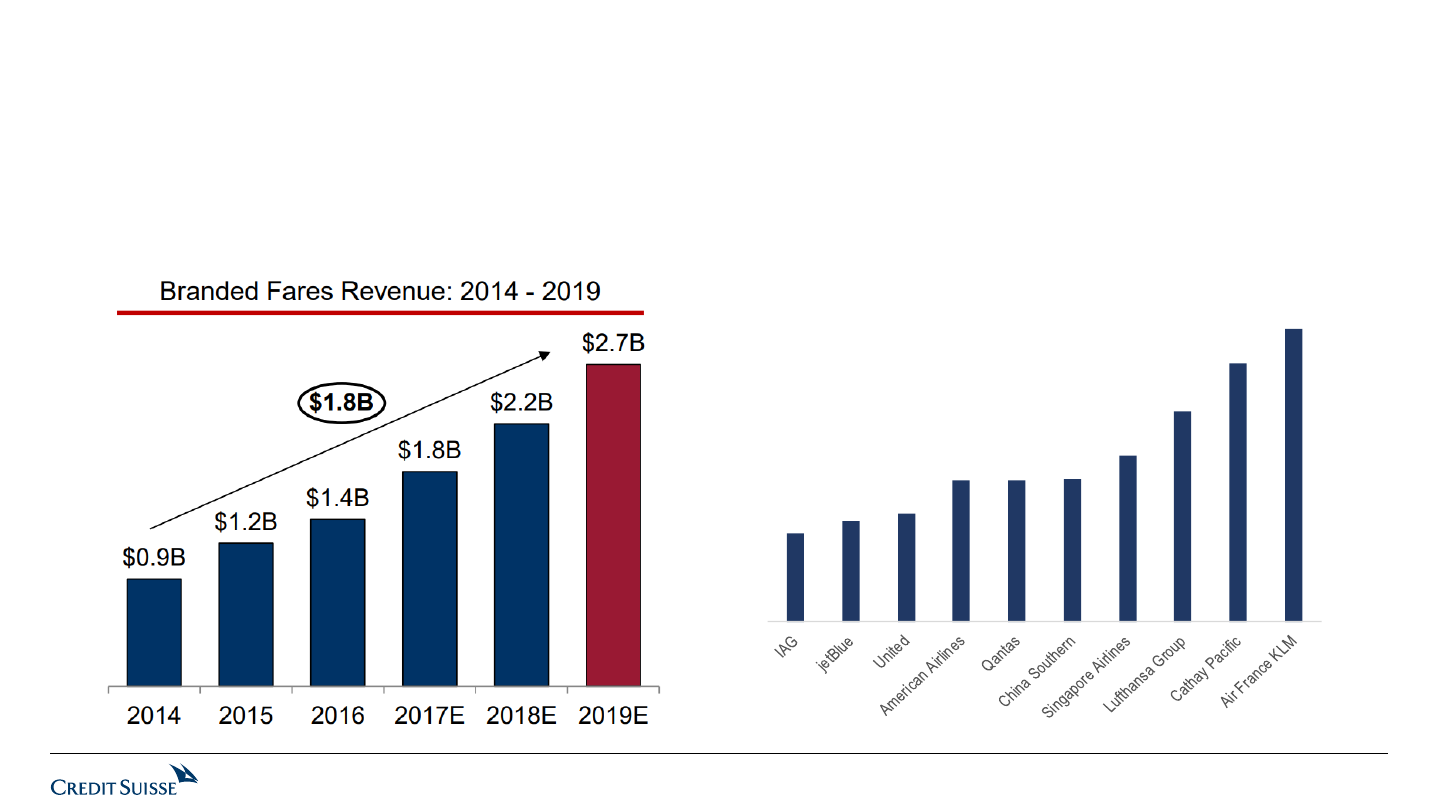 Branded Fares Revenue: 2014 - 2019
$2.7B
$1.8B
$2.2B
$1.8B
$1.4B
$1.2B
$0.9B
2014 2015 2016 2017E 2018E 2019E
IAG
jetBlue
United
American Airlines
Qantas
China Southern
Singapore Airlines
Lufthansa Group
Cathay Pacific
Air France KLM
CREDIT SUISSE